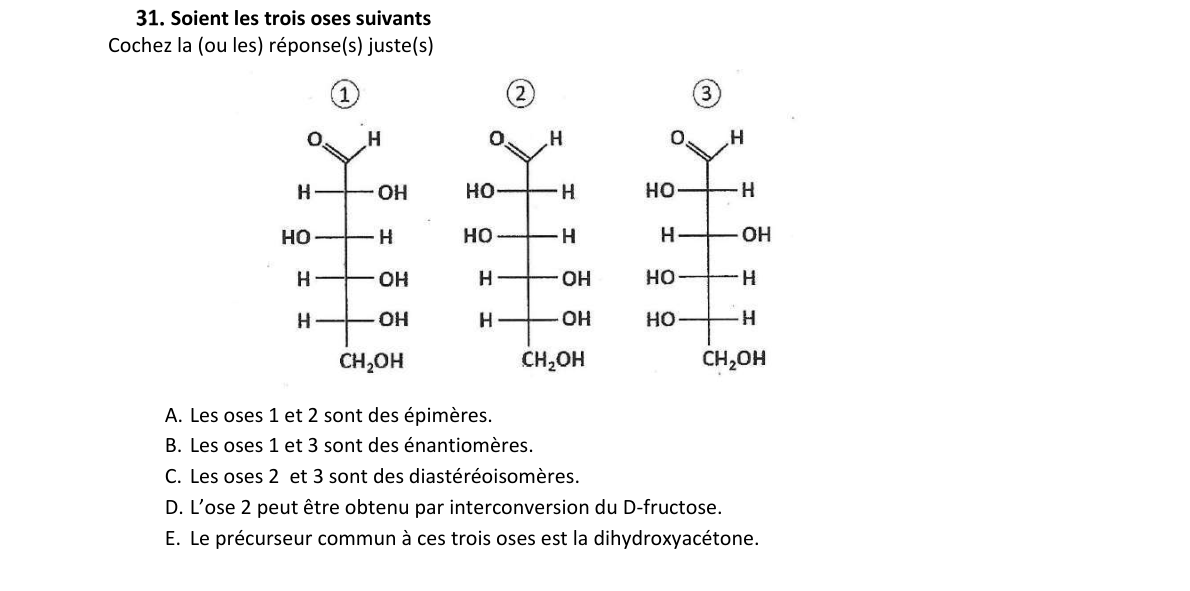 31. Soient les trois oses suivants
Cochez la (ou les) réponse(s) juste(s)
1 2 3
O H O H O H
H OH HO H HO H
HO H HO H H OH
H OH H OH HO H
H OH H OH HO H
CH₂OH CH₂OH CH₂OH
A. Les oses 1 et 2 sont des épimères.
B. Les oses 1 et 3 sont des énantiomères.
C. Les oses 2 et 3 sont des diastéréoisomères.
D. L’ose 2 peut être obtenu par interconversion du D-fructose.
E. Le précurseur commun à ces trois oses est la dihydroxyacétone.